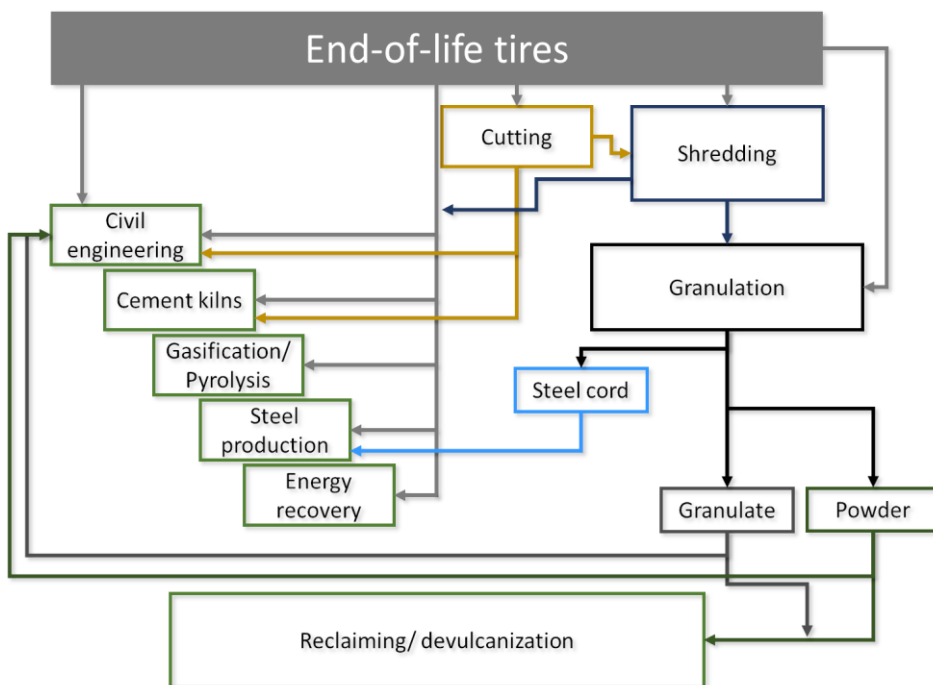 End-of-life tires
Cutting
Shredding
Civil
engineering
Granulation
Cement kilns
Gasification/
Pyrolysis
Steel cord
Steel
production
Energy
recovery
Granulate
Powder
Reclaiming/ devulcanization